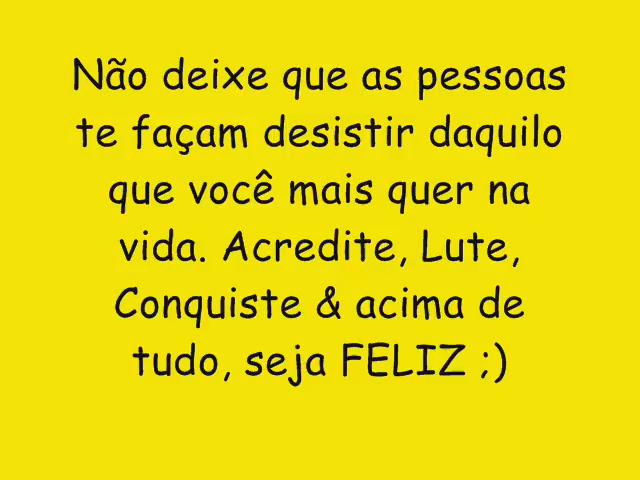 Não deixe que as pessoas
te façam desistir daquilo
que você mais quer na
vida. Acredite, Lute,
Conquiste & acima de
tudo, seja FELIZ ;)